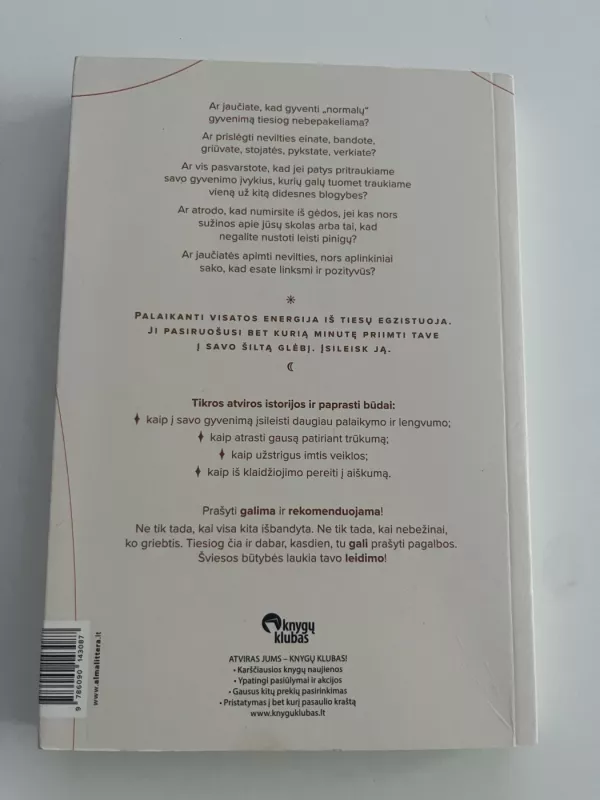 Ar jaučiate, kad gyventi „normalų“
gyvenimą tiesiog nebepakeliama?
Ar prislėgti nevilties einate, bandote,
griūvate, stojatės, pykstate, verkiate?
Ar vis pasvarstote, kad jei patys pritraukiame
savo gyvenimo įvykius, kurių galų tuomet traukiame
vieną už kitą didesnes blogybes?
Ar atrodo, kad numirsite iš gėdos, jei kas nors
sužinos apie jūsų skolas arba tai, kad
negalite nustoti leisti pinigų?
Ar jaučiatės apimti nevilties, nors aplinkiniai
sako, kad esate linksmi ir pozityvūs?
PALAIKANTI VISATOS ENERGIJA IŠ TIESŲ EGZISTUOJA.
JI PASIRUOŠUSI BET KURIĄ MINUTĘ PRIIMTI TAVE
Į SAVO ŠILTĄ GLĖBĮ. ĮSILEISK JĄ.
Tikros atviros istorijos ir paprasti būdai:
kaip į savo gyvenimą įsileisti daugiau palaikymo ir lengvumo;
kaip atrasti gausą patiriant trūkumą;
kaip užstrigus imtis veiklos;
kaip iš klaidžiojimo pereiti į aiškumą.
Prašyti galima ir rekomenduojama!
Ne tik tada, kai visa kita išbandyta. Ne tik tada, kai nebežinai,
ko griebtis. Tiesiog čia ir dabar, kasdien, tu gali prašyti pagalbos.
Šviesos būtybės laukia tavo leidimo!
knygų
klubas
ATVIRAS JUMS – KNYGŲ KLUBAS!
• Karščiausios knygų naujienos
• Ypatingi pasiūlymai ir akcijos
• Gausus kitų prekių pasirinkimas
• Pristatymas į bet kurį pasaulio kraštą
www.knyguklubas.lt
www.almalittera.lt
9 786090 143087